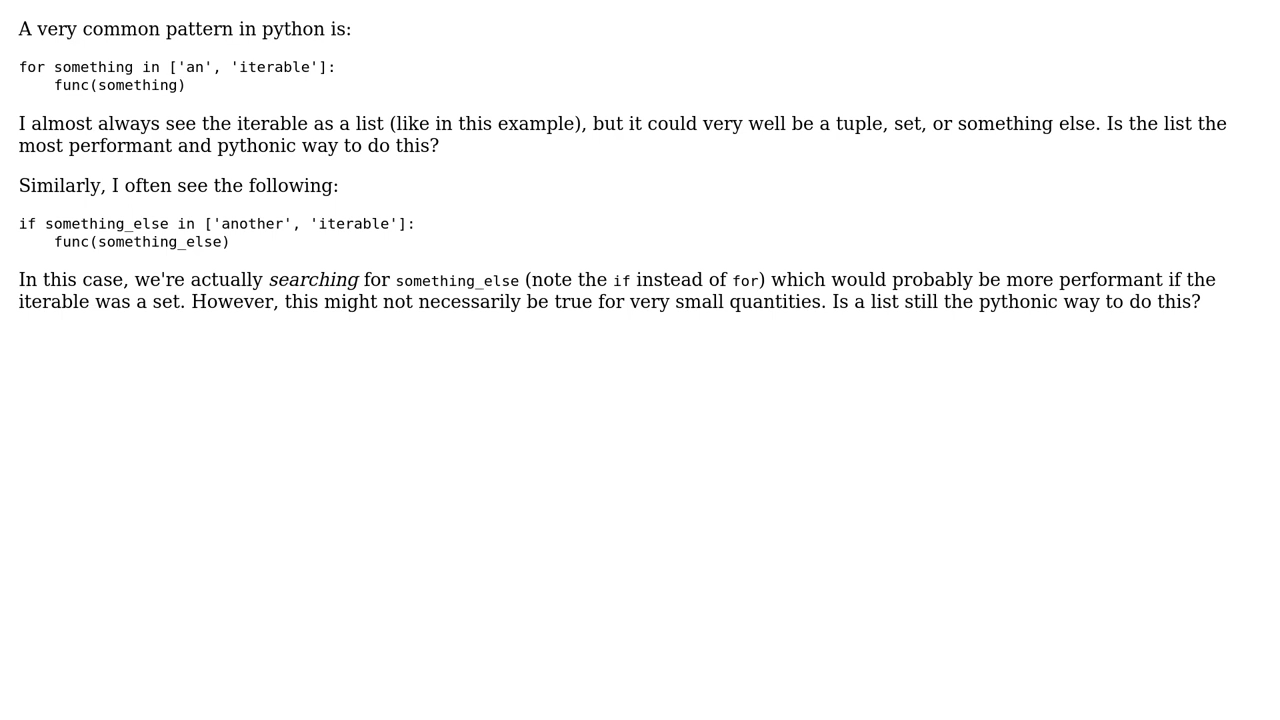 A very common pattern in python is:
for something in ['an', 'iterable']:
    func(something)
I almost always see the iterable as a list (like in this example), but it could very well be a tuple, set, or something else. Is the list the
most performant and pythonic way to do this?
Similarly, I often see the following:
if something_else in ['another', 'iterable']:
    func(something_else)
In this case, we're actually searching for something_else (note the if instead of for) which would probably be more performant if the
iterable was a set. However, this might not necessarily be true for very small quantities. Is a list still the pythonic way to do this?